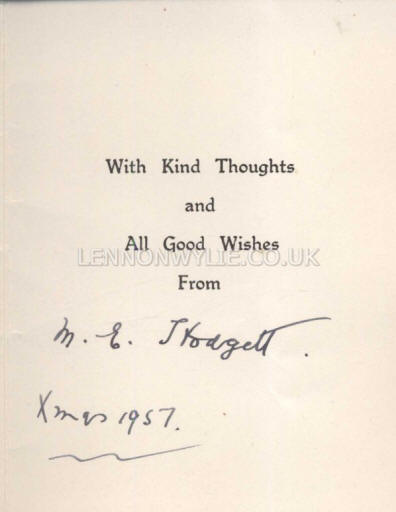 With Kind Thoughts
and
All Good Wishes
LENNONWYLIE.CO.UK
From
M. E. Hodgett.
Xmas 1957.